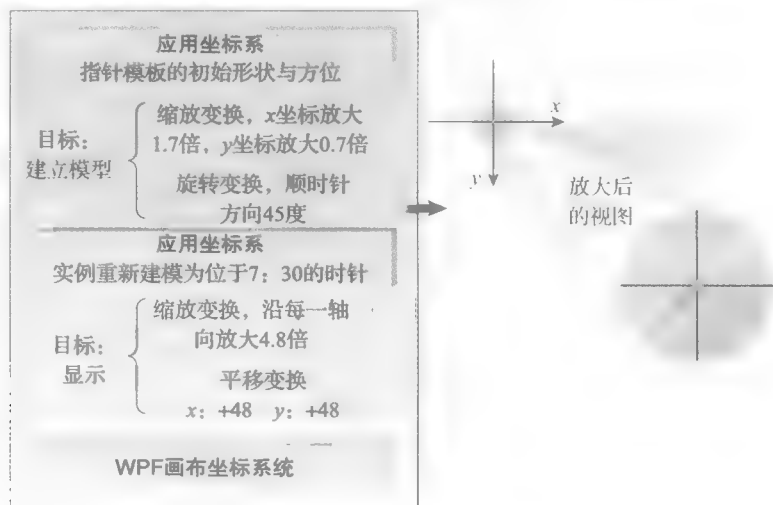 应用坐标系
指针模板的初始形状与方位
目标：
建立模型
缩放变换，x坐标放大
1.7倍，y坐标放大0.7倍
旋转变换，顺时针
方向45度
应用坐标系
实例重新建模为位于7：30的时针
目标：
显示
缩放变换，沿每一轴
向放大4.8倍
平移变换
x：+48 y：+48
WPF画布坐标系统
x
y
放大后
的视图